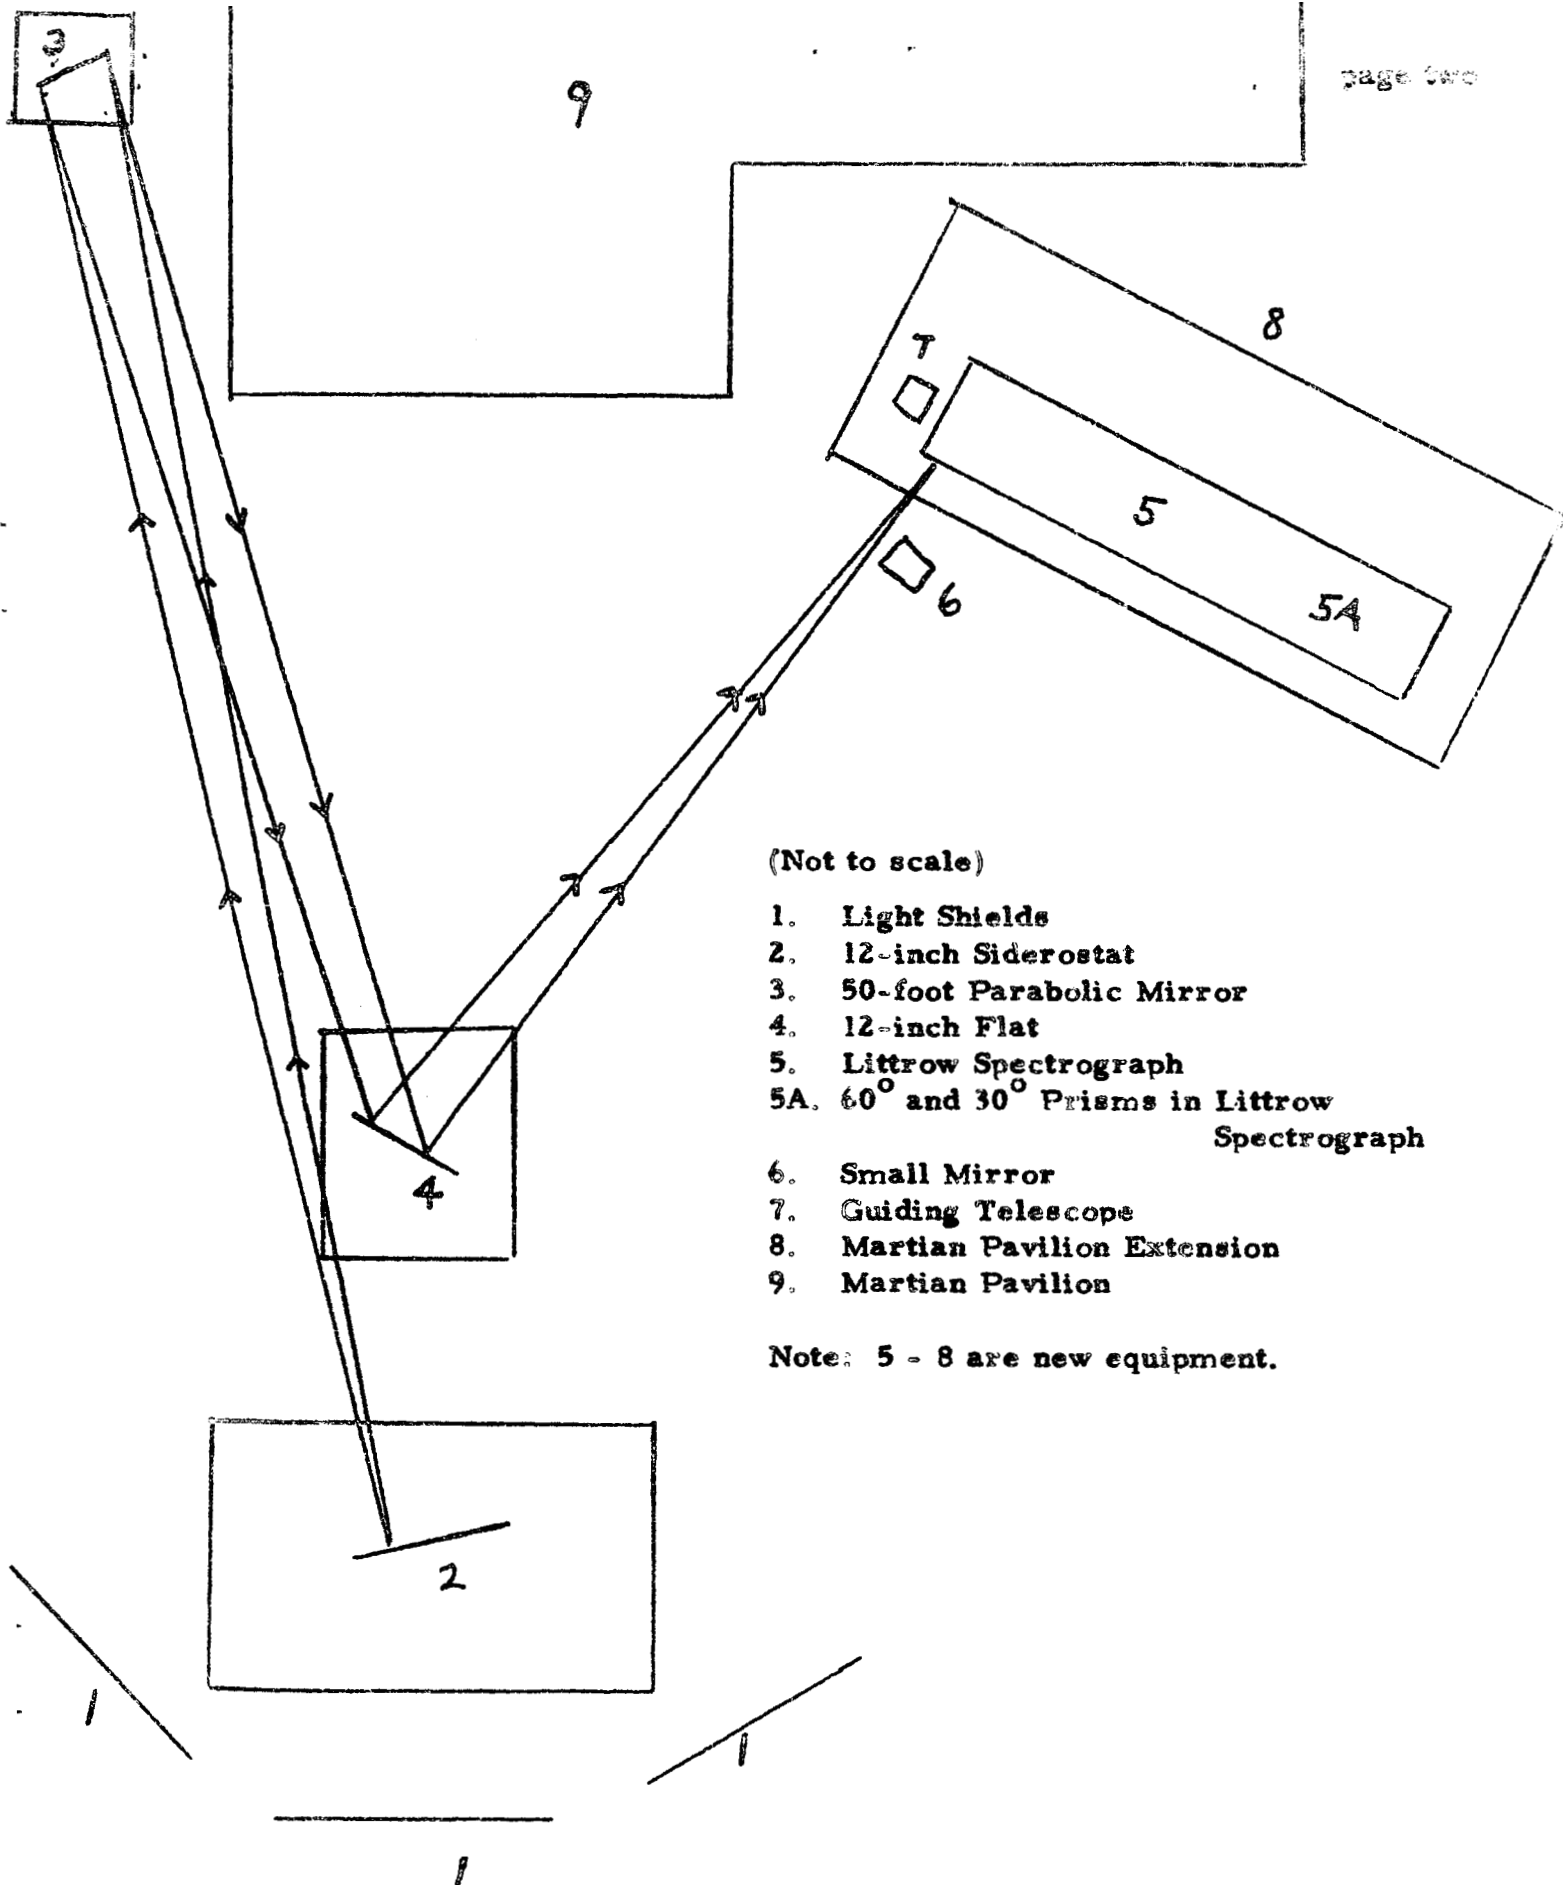 3
9
page two
8
7
5
5A
6
(Not to scale)
1. Light Shields
2. 12-inch Siderostat
3. 50-foot Parabolic Mirror
4. 12-inch Flat
5. Littrow Spectrograph
5A. 60° and 30° Prisms in Littrow
Spectrograph
6. Small Mirror
7. Guiding Telescope
8. Martian Pavilion Extension
9. Martian Pavilion
Note: 5 - 8 are new equipment.
4
2
1
1
1